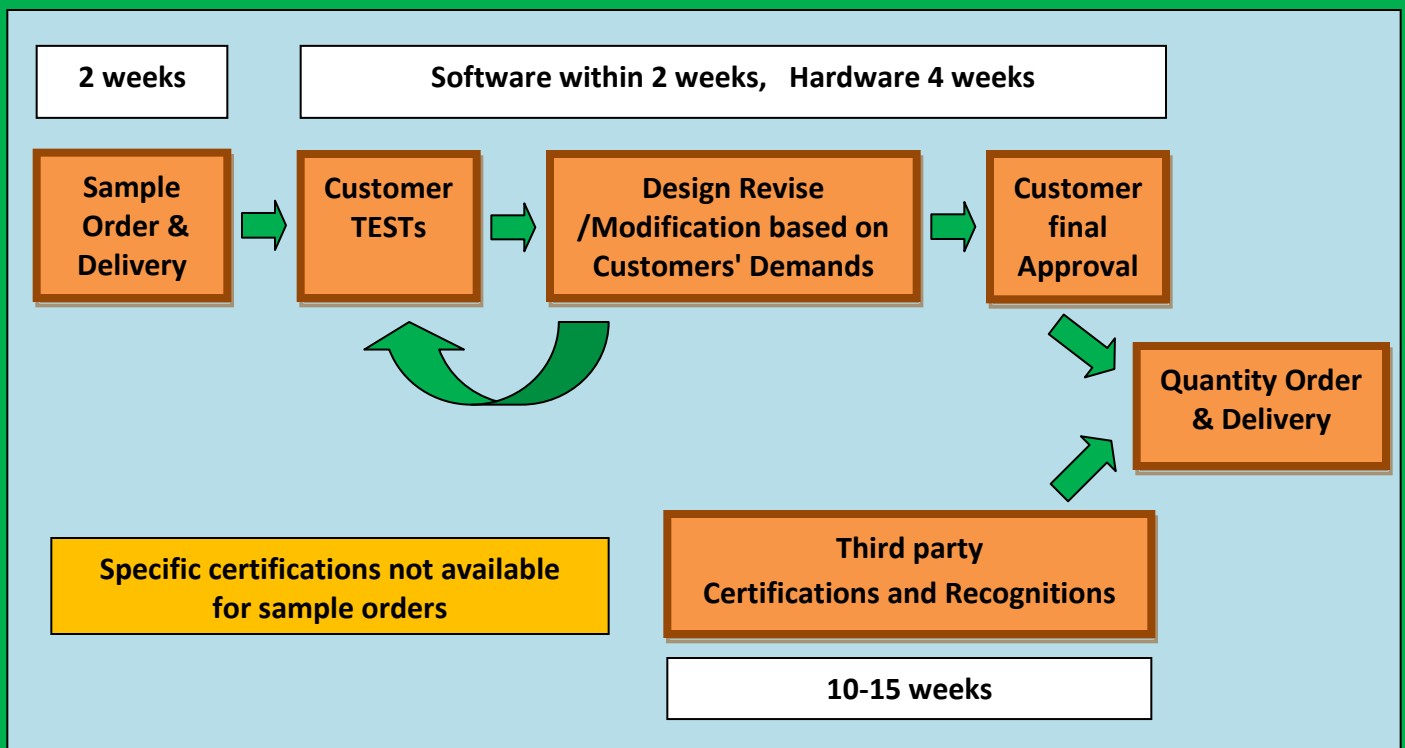 2 weeks
Software within 2 weeks,   Hardware 4 weeks
Sample
Order &
Delivery
Customer
TESTs
Design Revise
/Modification based on
Customers' Demands
Customer
final
Approval
Quantity Order
& Delivery
Specific certifications not available
for sample orders
Third party
Certifications and Recognitions
10-15 weeks